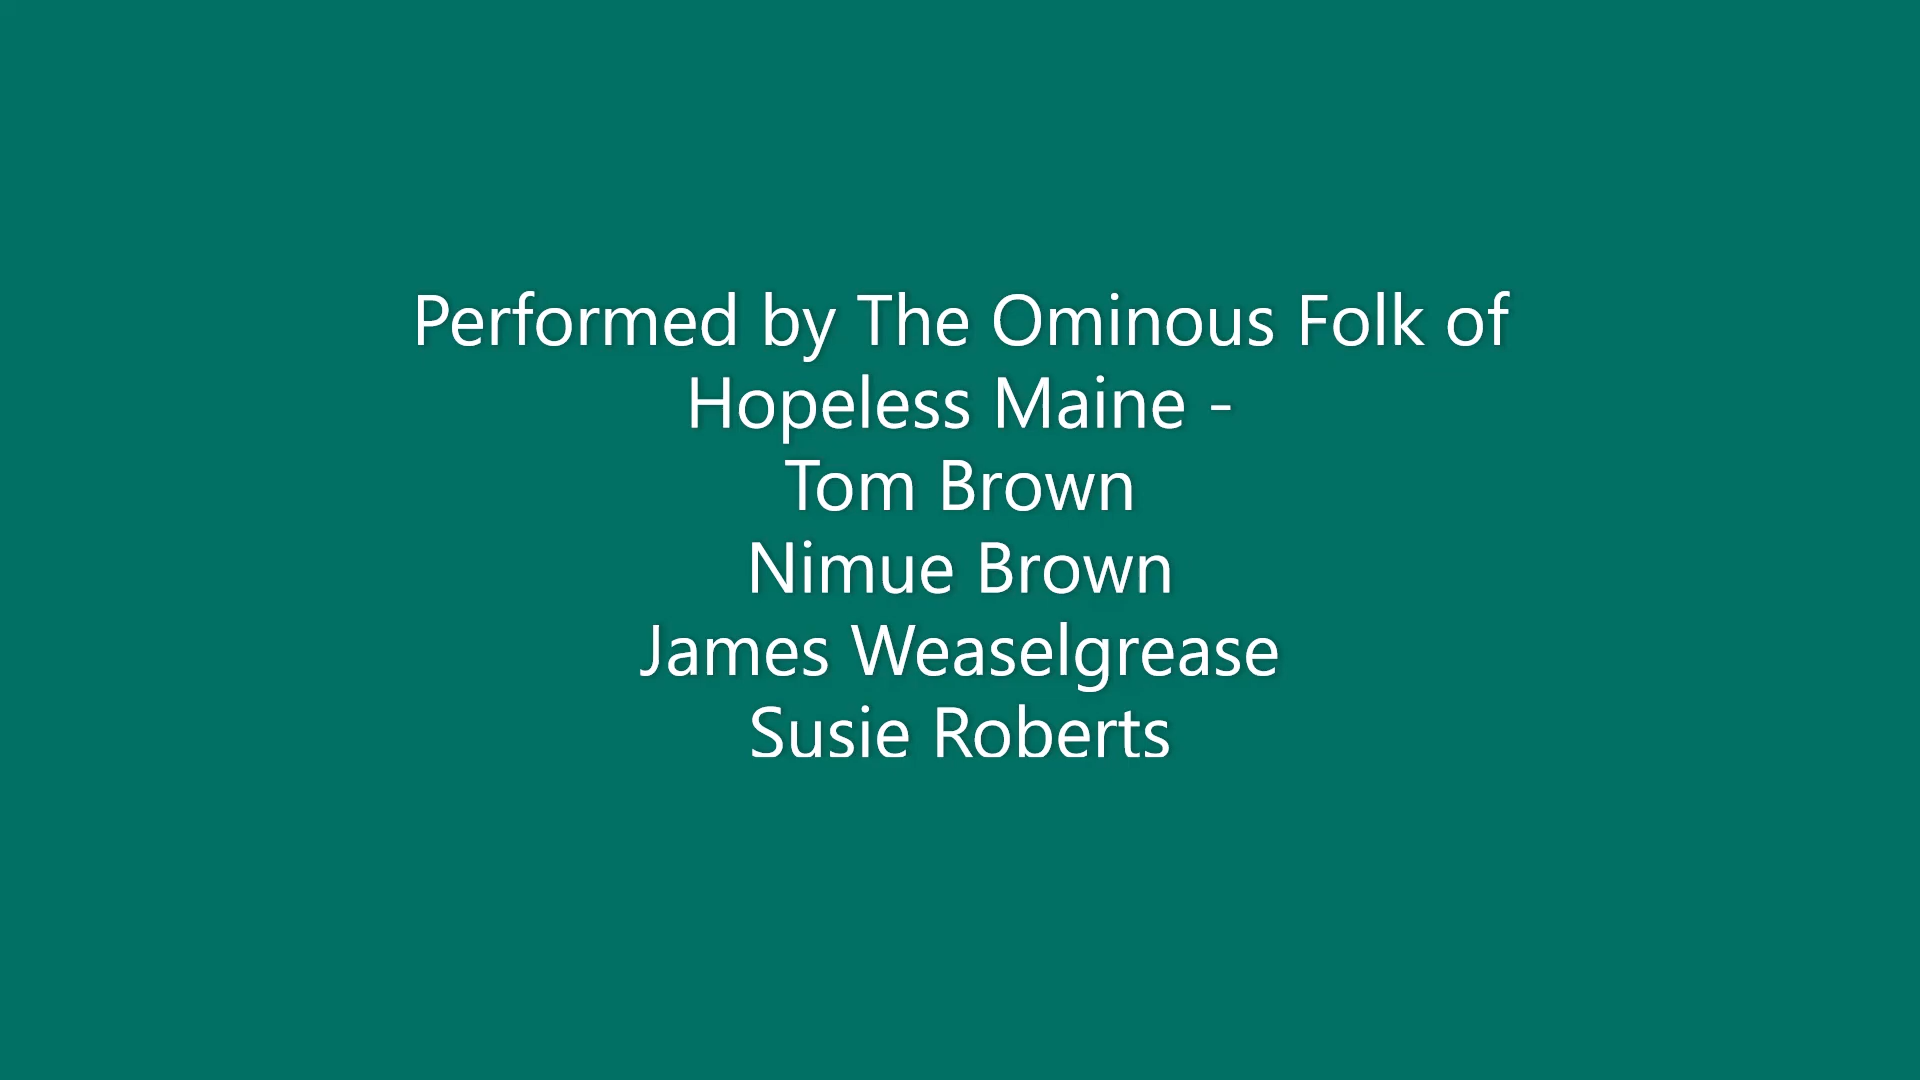 Performed by The Ominous Folk of
Hopeless Maine -
Tom Brown
Nimue Brown
James Weaselgrease
Susie Roberts